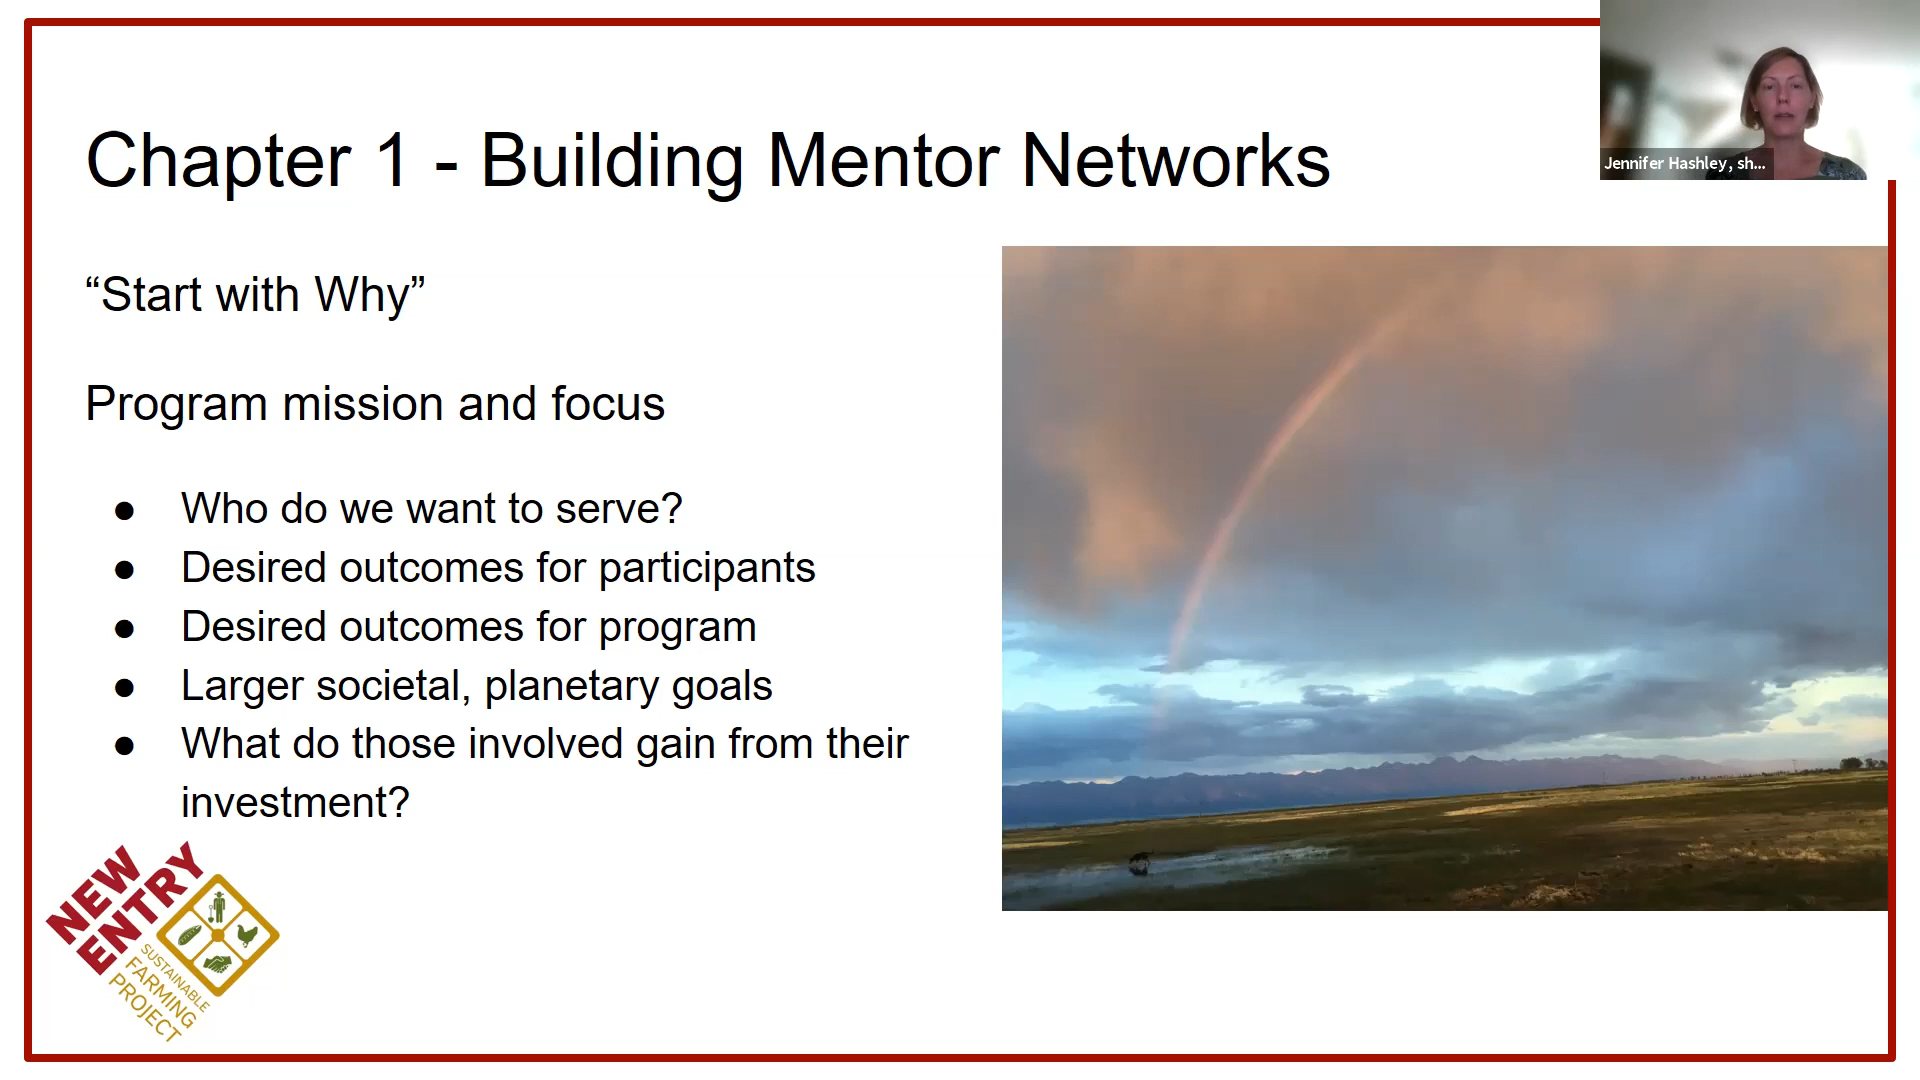 Chapter 1 - Building Mentor Networks
Jennifer Hashley, sh...
“Start with Why”
Program mission and focus
● Who do we want to serve?
● Desired outcomes for participants
● Desired outcomes for program
● Larger societal, planetary goals
● What do those involved gain from their
investment?
NEW
ENTRY
SUSTAINABLE
FARMING
PROJECT